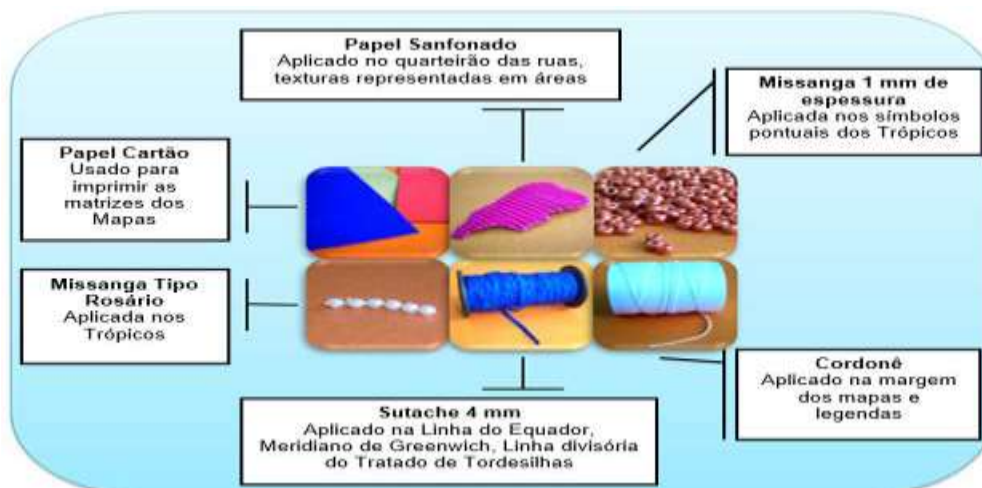 Papel Sanfonado
Aplicado no quarteirão das ruas,
texturas representadas em áreas
Missanga 1 mm de
espessura
Aplicada nos símbolos
pontuais dos Trópicos
Papel Cartão
Usado para
imprimir as
matrizes dos
Mapas
Missanga Tipo
Rosário
Aplicada nos
Trópicos
Cordonê
Aplicado na margem
dos mapas e
legendas
Sutache 4 mm
Aplicado na Linha do Equador,
Meridiano de Greenwich, Linha divisória
do Tratado de Tordesilhas